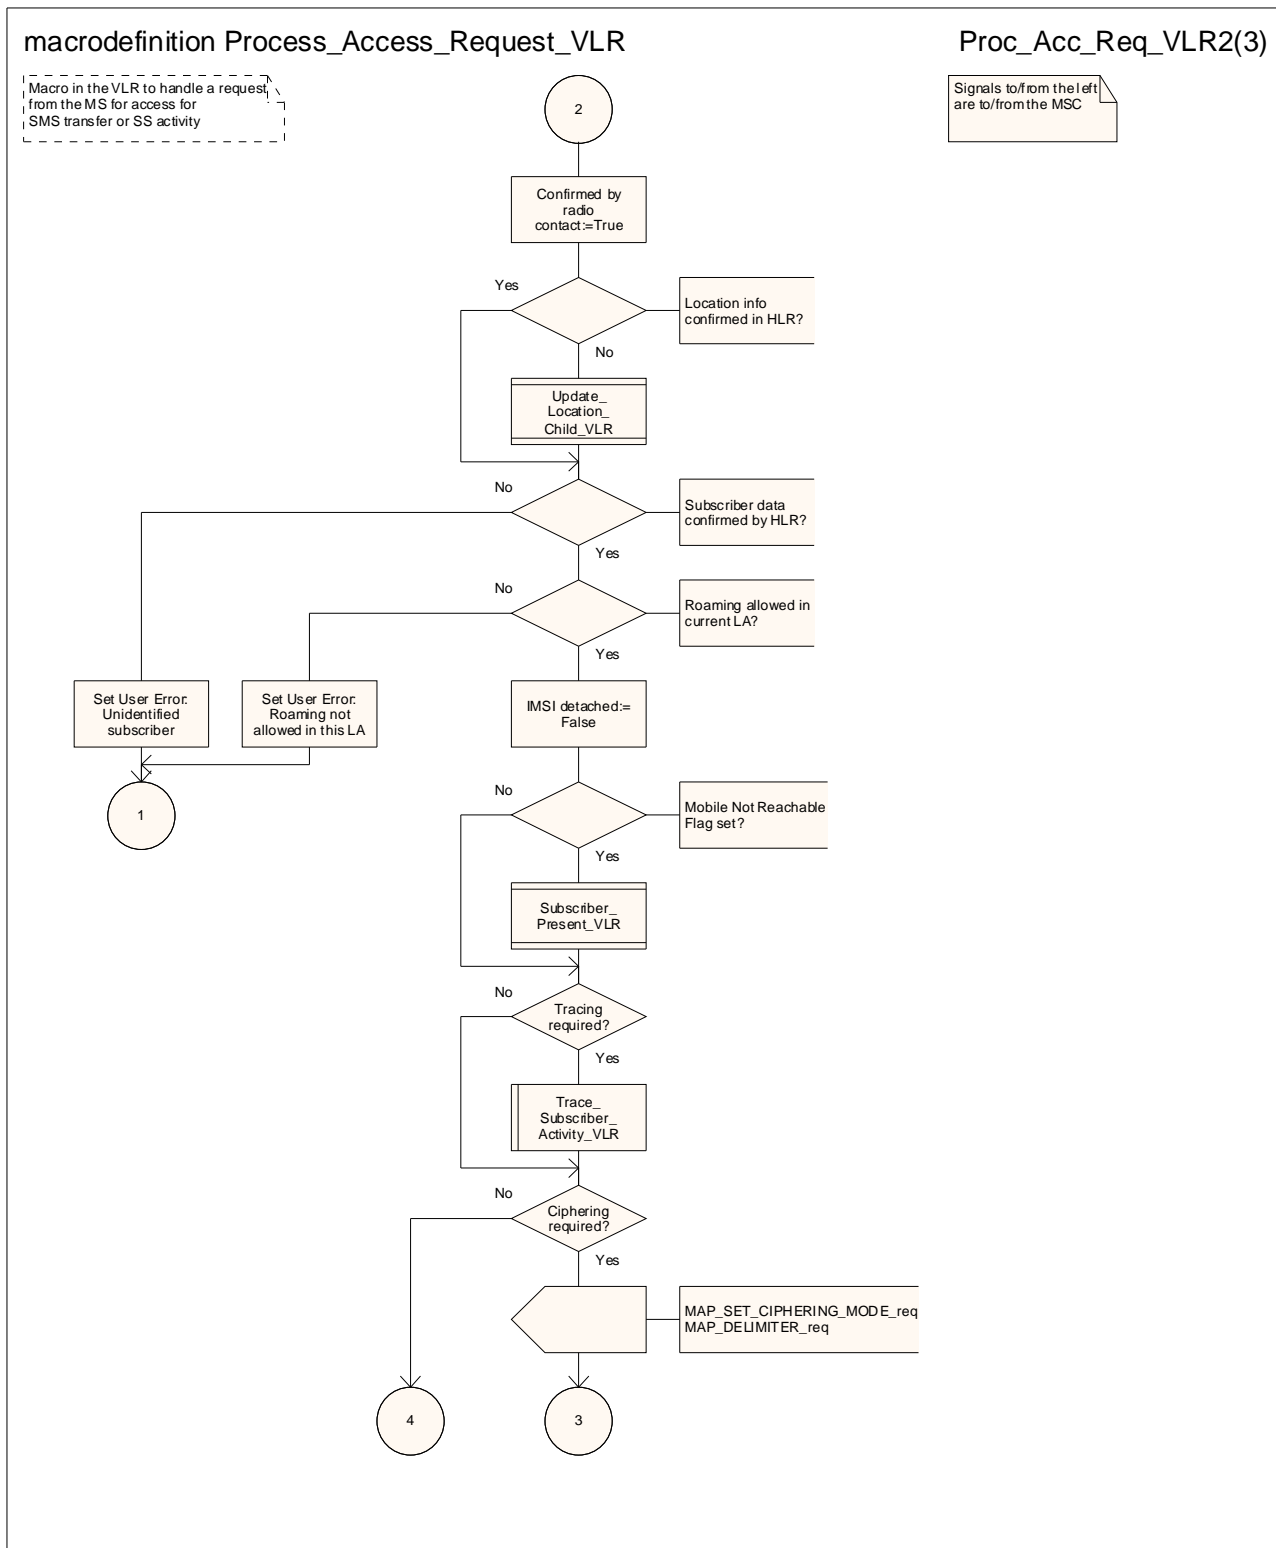 macrodefinition Process_Access_Request_VLR
Proc_Acc_Req_VLR2(3)
Macro in the VLR to handle a request
from the MS for access for
SMS transfer or SS activity
Signals to/from the left
are to/from the MSC
2
Confirmed by
radio
contact:=True
Yes
Location info
confirmed in HLR?
No
Update_
Location_
Child_VLR
No
Subscriber data
confirmed by HLR?
Yes
No
Roaming allowed in
current LA?
Yes
Set User Error:
Unidentified
subscriber
Set User Error:
Roaming not
allowed in this LA
IMSI detached:=
False
1
No
Mobile Not Reachable
Flag set?
Yes
Subscriber_
Present_VLR
No
Tracing
required?
Yes
Trace_
Subscriber_
Activity_VLR
No
Ciphering
required?
Yes
MAP_SET_CIPHERING_MODE_req
MAP_DELIMITER_req
4
3